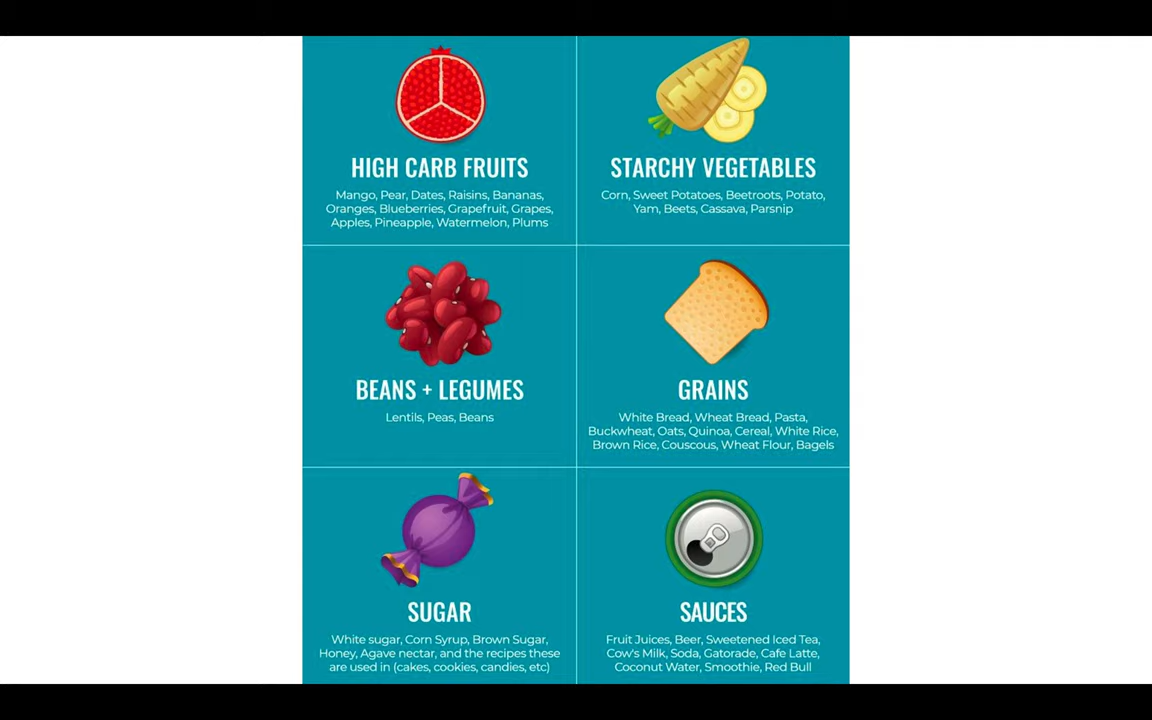 HIGH CARB FRUITS
Mango, Pear, Dates, Raisins, Bananas,
Oranges, Blueberries, Grapefruit, Grapes,
Apples, Pineapple, Watermelon, Plums
STARCHY VEGETABLES
Corn, Sweet Potatoes, Beetroots, Potato,
Yam, Beets, Cassava, Parsnip
BEANS + LEGUMES
Lentils, Peas, Beans
GRAINS
White Bread, Wheat Bread, Pasta,
Buckwheat, Oats, Quinoa, Cereal, White Rice,
Brown Rice, Couscous, Wheat Flour, Bagels
SUGAR
White sugar, Corn Syrup, Brown Sugar,
Honey, Agave nectar, and the recipes these
are used in (cakes, cookies, candies, etc)
SAUCES
Fruit Juices, Beer, Sweetened Iced Tea,
Cow's Milk, Soda, Gatorade, Cafe Latte,
Coconut Water, Smoothie, Red Bull